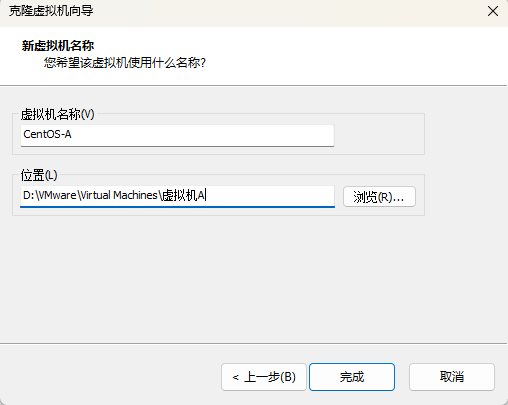 克隆虚拟机向导
新虚拟机名称
您希望该虚拟机使用什么名称?
虚拟机名称(V)
CentOS-A
位置(L)
D:\VMware\Virtual Machines\虚拟机A
浏览(R)...
< 上一步(B)
完成
取消